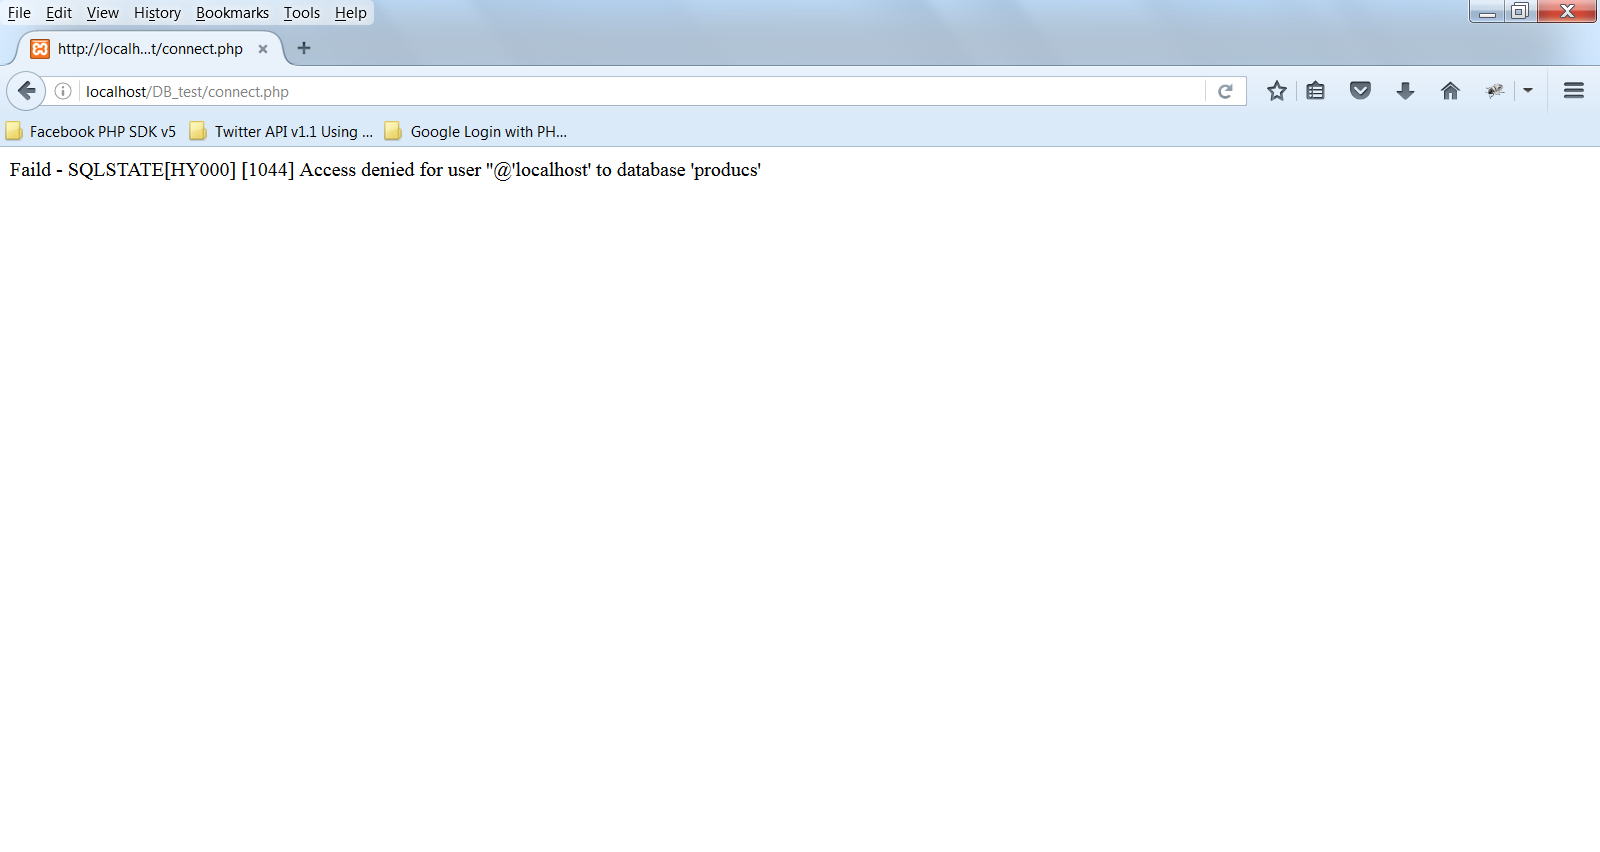 File Edit View History Bookmarks Tools Help
http://localh...t/connect.php
localhost/DB_test/connect.php
Facebook PHP SDK v5 Twitter API v1.1 Using ... Google Login with PH...
Faild - SQLSTATE[HY000] [1044] Access denied for user ''@'localhost' to database 'producs'